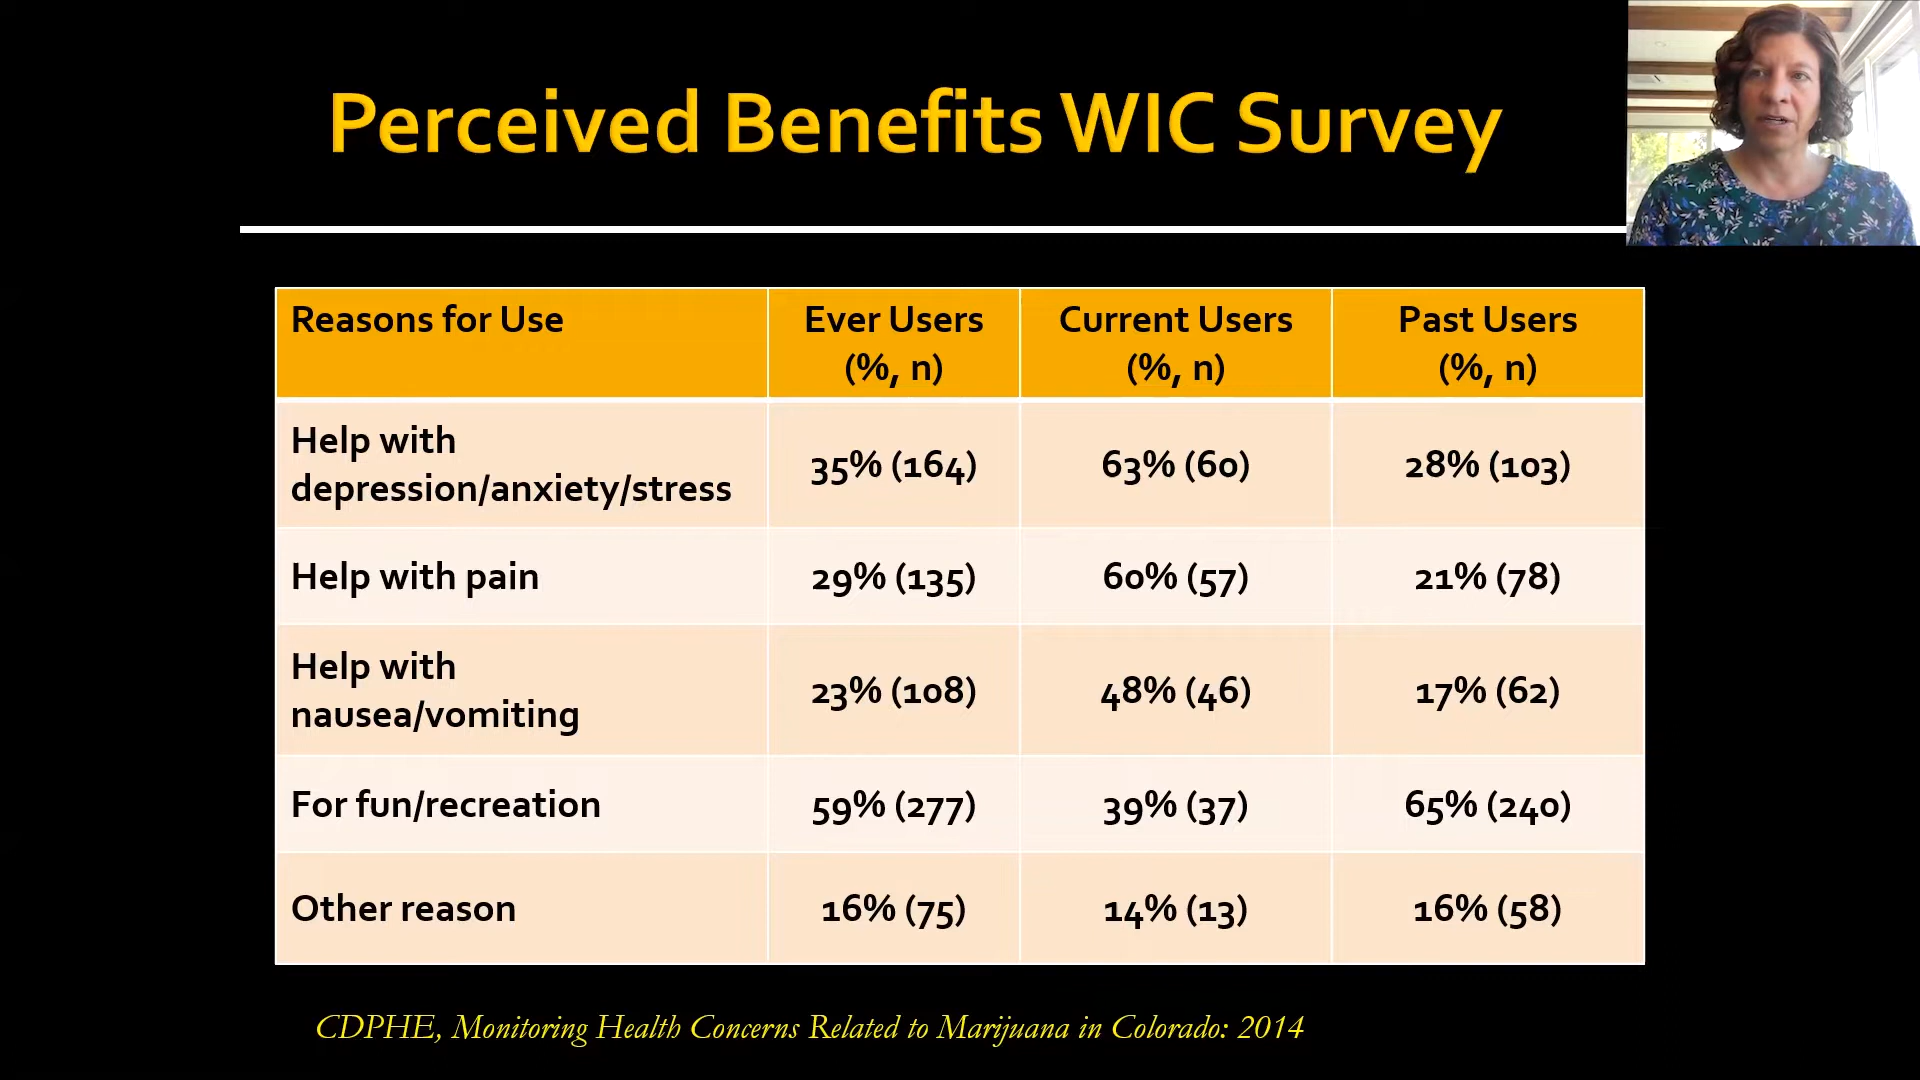 Perceived Benefits WIC Survey
Reasons for Use
Ever Users
(%, n)
Current Users
(%, n)
Past Users
(%, n)
Help with
depression/anxiety/stress
35% (164)
63% (60)
28% (103)
Help with pain
29% (135)
60% (57)
21% (78)
Help with
nausea/vomiting
23% (108)
48% (46)
17% (62)
For fun/recreation
59% (277)
39% (37)
65% (240)
Other reason
16% (75)
14% (13)
16% (58)
CDPHE, Monitoring Health Concerns Related to Marijuana in Colorado: 2014